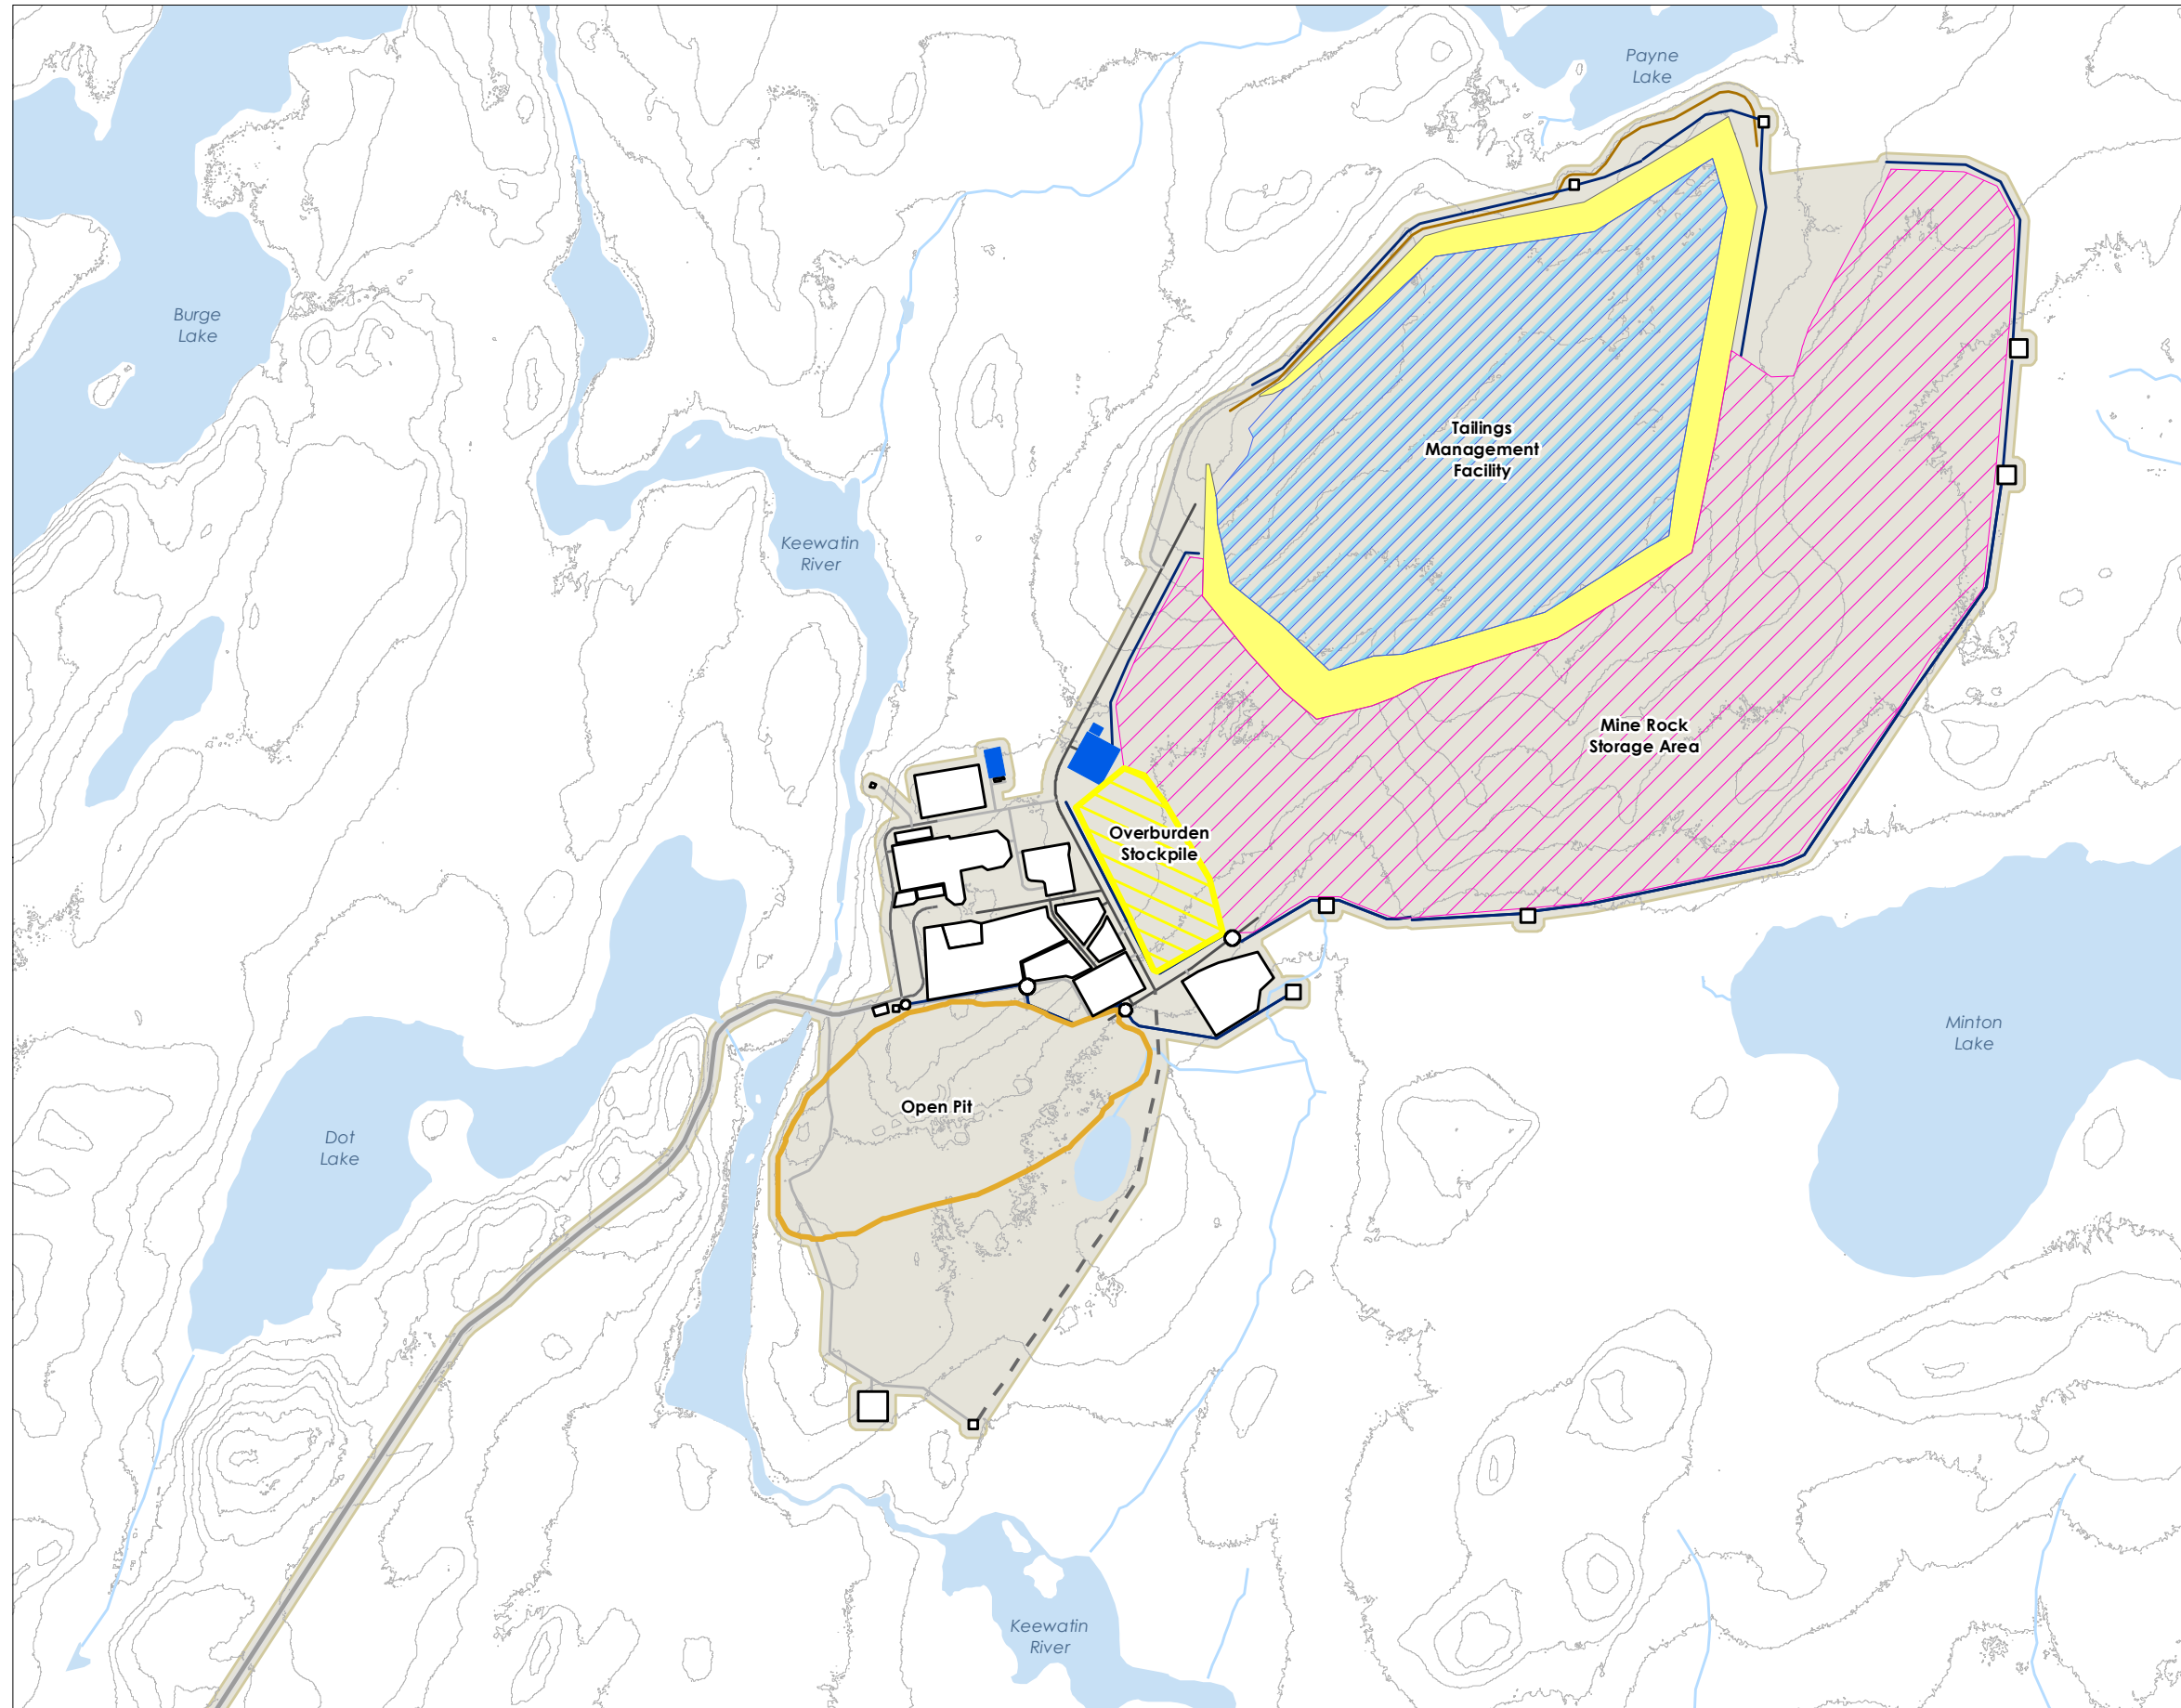 Payne
Lake
Burge
Lake
Tailings
Management
Facility
Keewatin
River
Mine Rock
Storage Area
Overburden
Stockpile
Minton
Lake
Open Pit
Dot
Lake
Keewatin
River